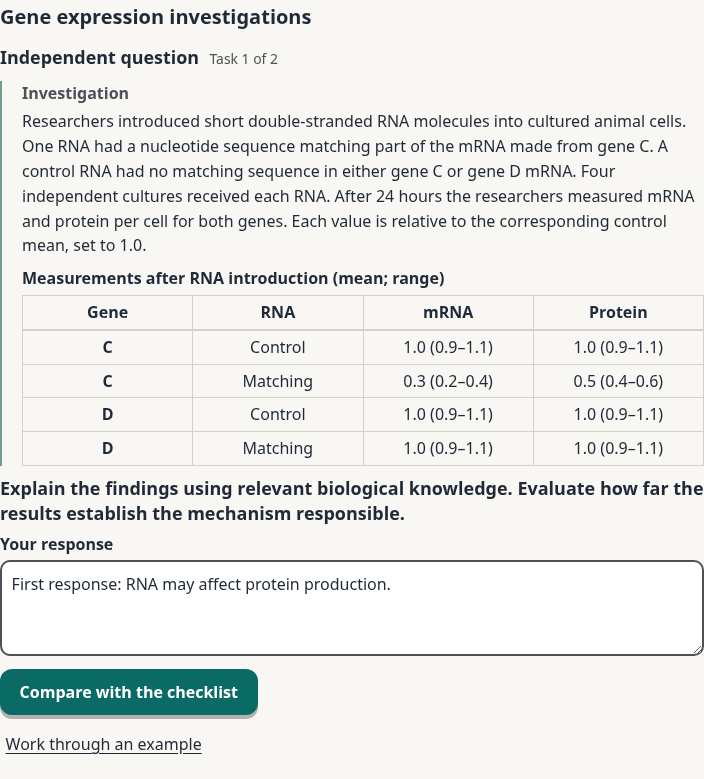 Gene expression investigations
Independent question Task 1 of 2
Investigation
Researchers introduced short double-stranded RNA molecules into cultured animal cells.
One RNA had a nucleotide sequence matching part of the mRNA made from gene C. A
control RNA had no matching sequence in either gene C or gene D mRNA. Four
independent cultures received each RNA. After 24 hours the researchers measured mRNA
and protein per cell for both genes. Each value is relative to the corresponding control
mean, set to 1.0.
Measurements after RNA introduction (mean; range)
Gene RNA mRNA Protein
C Control 1.0 (0.9–1.1) 1.0 (0.9–1.1)
C Matching 0.3 (0.2–0.4) 0.5 (0.4–0.6)
D Control 1.0 (0.9–1.1) 1.0 (0.9–1.1)
D Matching 1.0 (0.9–1.1) 1.0 (0.9–1.1)
Explain the findings using relevant biological knowledge. Evaluate how far the
results establish the mechanism responsible.
Your response
First response: RNA may affect protein production.
Compare with the checklist
Work through an example